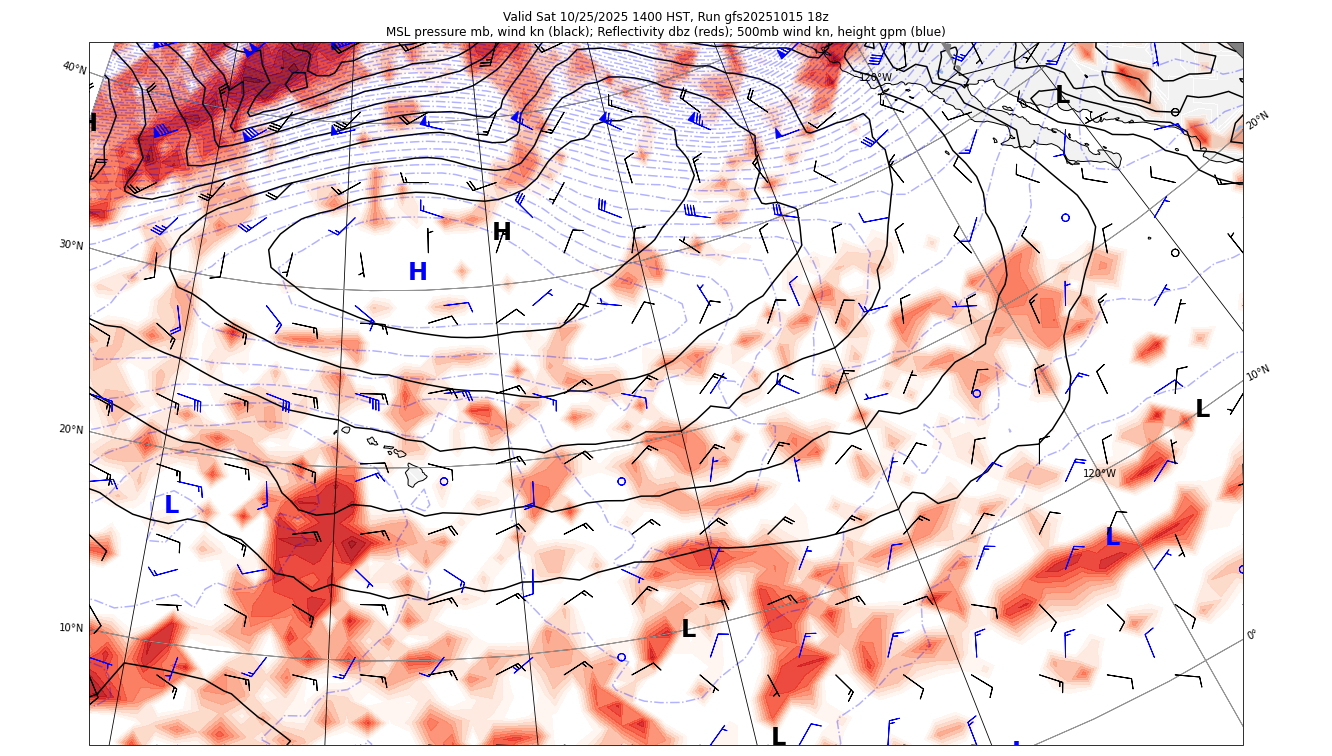 Valid Sat 10/25/2025 1400 HST, Run gfs20251015 18z
MSL pressure mb, wind kn (black); Reflectivity dbz (reds); 500mb wind kn, height gpm (blue)
40°N
120°W
L
20°N
H
H
30°N
H
10°N
L
20°N
120°W
L
L
10°N
L
0°
L